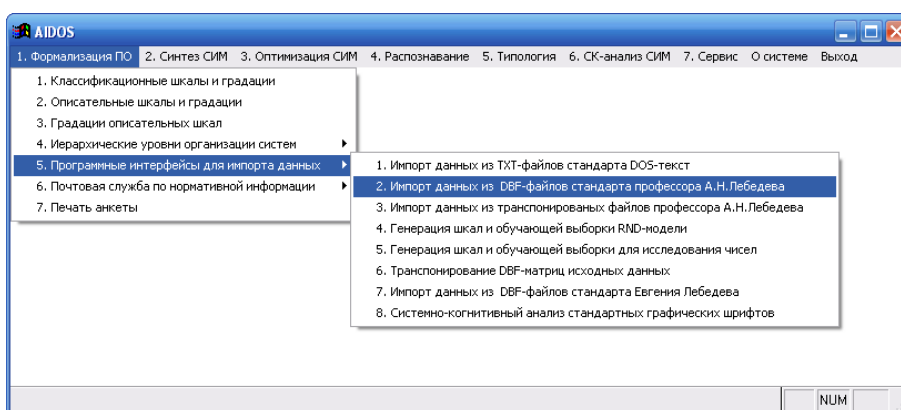 AIDOS
1. Формализация ПО 2. Синтез СИМ 3. Оптимизация СИМ 4. Распознавание 5. Типология 6. СК-анализ СИМ 7. Сервис О системе Выход
1. Классификационные шкалы и градации
2. Описательные шкалы и градации
3. Градации описательных шкал
4. Иерархические уровни организации систем
5. Программные интерфейсы для импорта данных
6. Почтовая служба по нормативной информации
7. Печать анкеты
1. Импорт данных из TXT-файлов стандарта DOS-текст
2. Импорт данных из DBF-файлов стандарта профессора А.Н.Лебедева
3. Импорт данных из транспонированых файлов профессора А.Н.Лебедева
4. Генерация шкал и обучающей выборки RND-модели
5. Генерация шкал и обучающей выборки для исследования чисел
6. Транспонирование DBF-матриц исходных данных
7. Импорт данных из DBF-файлов стандарта Евгения Лебедева
8. Системно-когнитивный анализ стандартных графических шрифтов
NUM